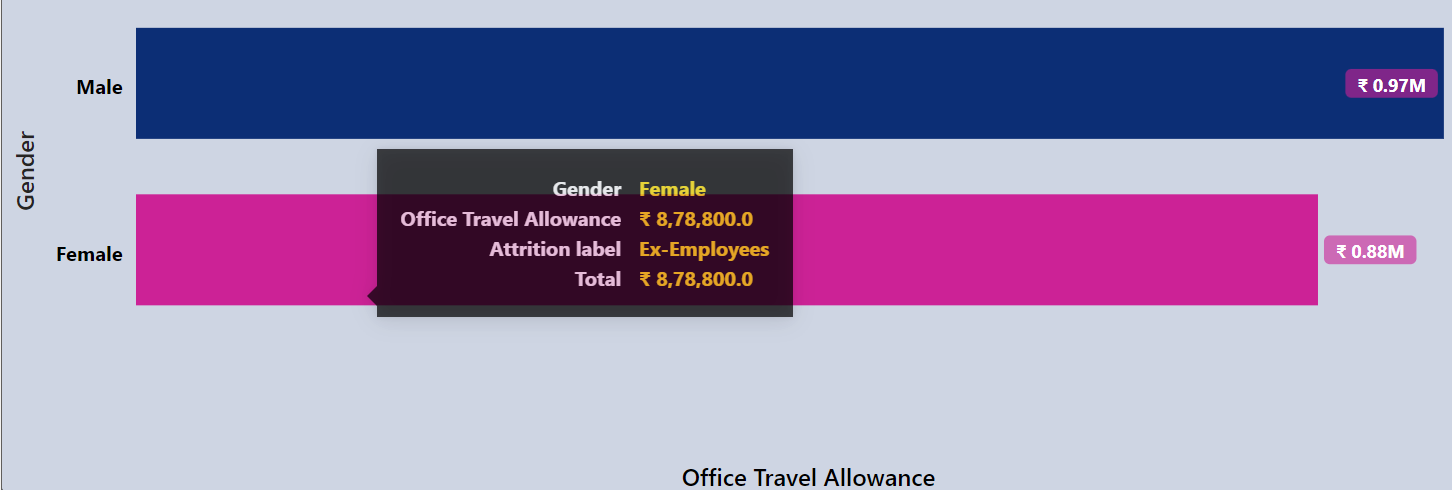 Gender
Male
₹ 0.97M
Gender Female
Office Travel Allowance ₹ 8,78,800.0
Attrition label Ex-Employees
Total ₹ 8,78,800.0
Female
₹ 0.88M
Office Travel Allowance